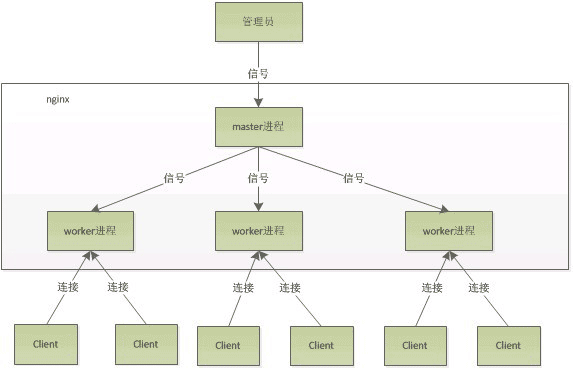 管理员
信号
nginx
master进程
信号 信号 信号
worker进程 worker进程 worker进程
连接 连接 连接 连接 连接 连接
Client Client Client Client Client Client